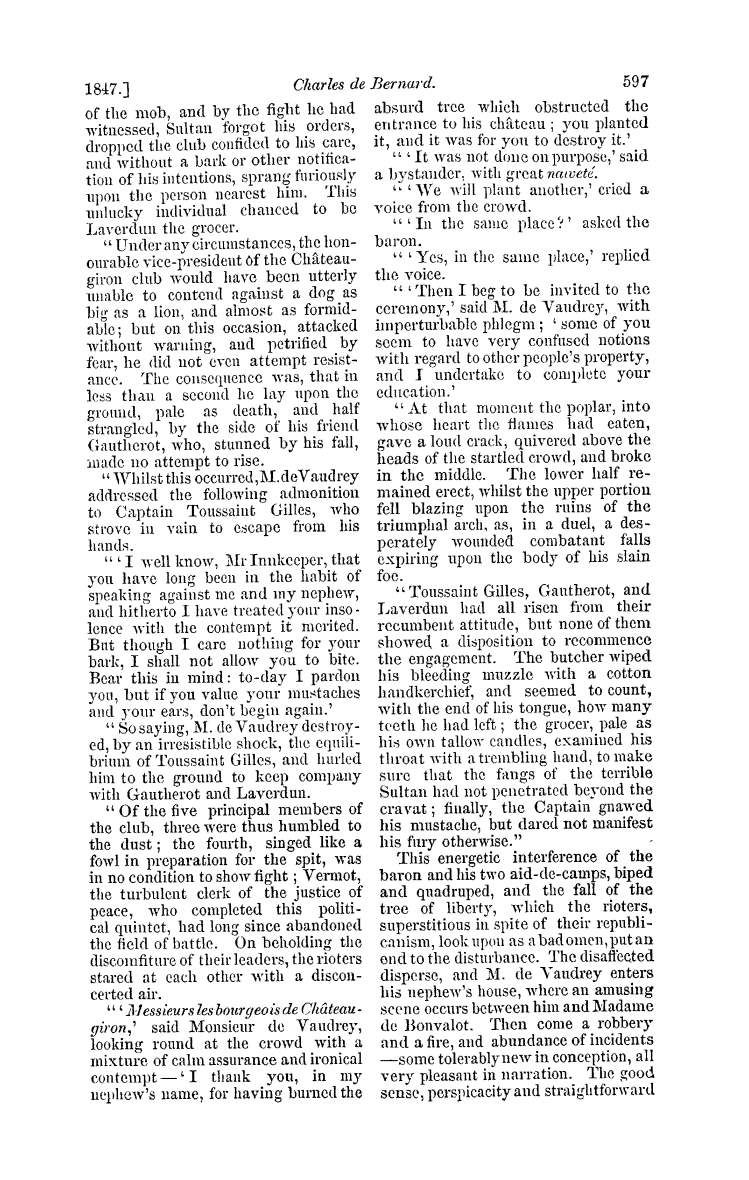 1847.] Charles de Bernard. 597
of the mob, and by the fight he had
witnessed, Sultan forgot his orders,
dropped the club confided to his care,
and without a bark or other notifica-
tion of his intentions, sprang furiously
upon the person nearest him. This
unlucky individual chanced to be
Laverdun the grocer.
"Under any circumstances, the hon-
ourable vice-president of the Château-
giron club would have been utterly
unable to contend against a dog as
big as a lion, and almost as formid-
able; but on this occasion, attacked
without warning, and petrified by
fear, he did not even attempt resist-
ance. The consequence was, that in
less than a second he lay upon the
ground, pale as death, and half
strangled, by the side of his friend
Gautherot, who, stunned by his fall,
made no attempt to rise.
"Whilst this occurred, M. de Vaudrey
addressed the following admonition
to Captain Toussaint Gilles, who
strove in vain to escape from his
hands.
"'I well know, Mr Innkeeper, that
you have long been in the habit of
speaking against me and my nephew,
and hitherto I have treated your inso-
lence with the contempt it merited.
But though I care nothing for your
bark, I shall not allow you to bite.
Bear this in mind: to-day I pardon
you, but if you value your mustaches
and your ears, don't begin again.'
"So saying, M. de Vaudrey destroy-
ed, by an irresistible shock, the equili-
brium of Toussaint Gilles, and hurled
him to the ground to keep company
with Gautherot and Laverdun.
"Of the five principal members of
the club, three were thus humbled to
the dust; the fourth, singed like a
fowl in preparation for the spit, was
in no condition to show fight; Vermot,
the turbulent clerk of the justice of
peace, who completed this politi-
cal quintet, had long since abandoned
the field of battle. On beholding the
discomfiture of their leaders, the rioters
stared at each other with a discon-
certed air.
"'Messieurs les bourgeois de Château-
giron,' said Monsieur de Vaudrey,
looking round at the crowd with a
mixture of calm assurance and ironical
contempt—'I thank you, in my
nephew's name, for having burned the
absurd tree which obstructed the
entrance to his château; you planted
it, and it was for you to destroy it.'
"'It was not done on purpose,' said
a bystander, with great naïveté.
"'We will plant another,' cried a
voice from the crowd.
"'In the same place?' asked the
baron.
"'Yes, in the same place,' replied
the voice.
"'Then I beg to be invited to the
ceremony,' said M. de Vaudrey, with
imperturbable phlegm; 'some of you
seem to have very confused notions
with regard to other people's property,
and I undertake to complete your
education.'
"At that moment the poplar, into
whose heart the flames had eaten,
gave a loud crack, quivered above the
heads of the startled crowd, and broke
in the middle. The lower half re-
mained erect, whilst the upper portion
fell blazing upon the ruins of the
triumphal arch, as, in a duel, a des-
perately wounded combatant falls
expiring upon the body of his slain
foe.
"Toussaint Gilles, Gautherot, and
Laverdun had all risen from their
recumbent attitude, but none of them
showed a disposition to recommence
the engagement. The butcher wiped
his bleeding muzzle with a cotton
handkerchief, and seemed to count,
with the end of his tongue, how many
teeth he had left; the grocer, pale as
his own tallow candles, examined his
throat with a trembling hand, to make
sure that the fangs of the terrible
Sultan had not penetrated beyond the
cravat; finally, the Captain gnawed
his mustache, but dared not manifest
his fury otherwise."
This energetic interference of the
baron and his two aid-de-camps, biped
and quadruped, and the fall of the
tree of liberty, which the rioters,
superstitious in spite of their republi-
canism, look upon as a bad omen, put an
end to the disturbance. The disaffected
disperse, and M. de Vaudrey enters
his nephew's house, where an amusing
scene occurs between him and Madame
de Bonvalot. Then come a robbery
and a fire, and abundance of incidents
—some tolerably new in conception, all
very pleasant in narration. The good
sense, perspicacity and straightforward